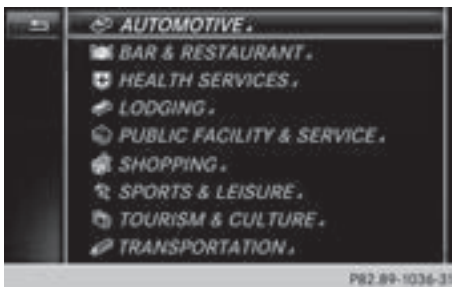 AUTOMOTIVE
BAR & RESTAURANT
HEALTH SERVICES
LODGING
PUBLIC FACILITY & SERVICE
SHOPPING
SPORTS & LEISURE
TOURISM & CULTURE
TRANSPORTATION
P82.89-1036-31